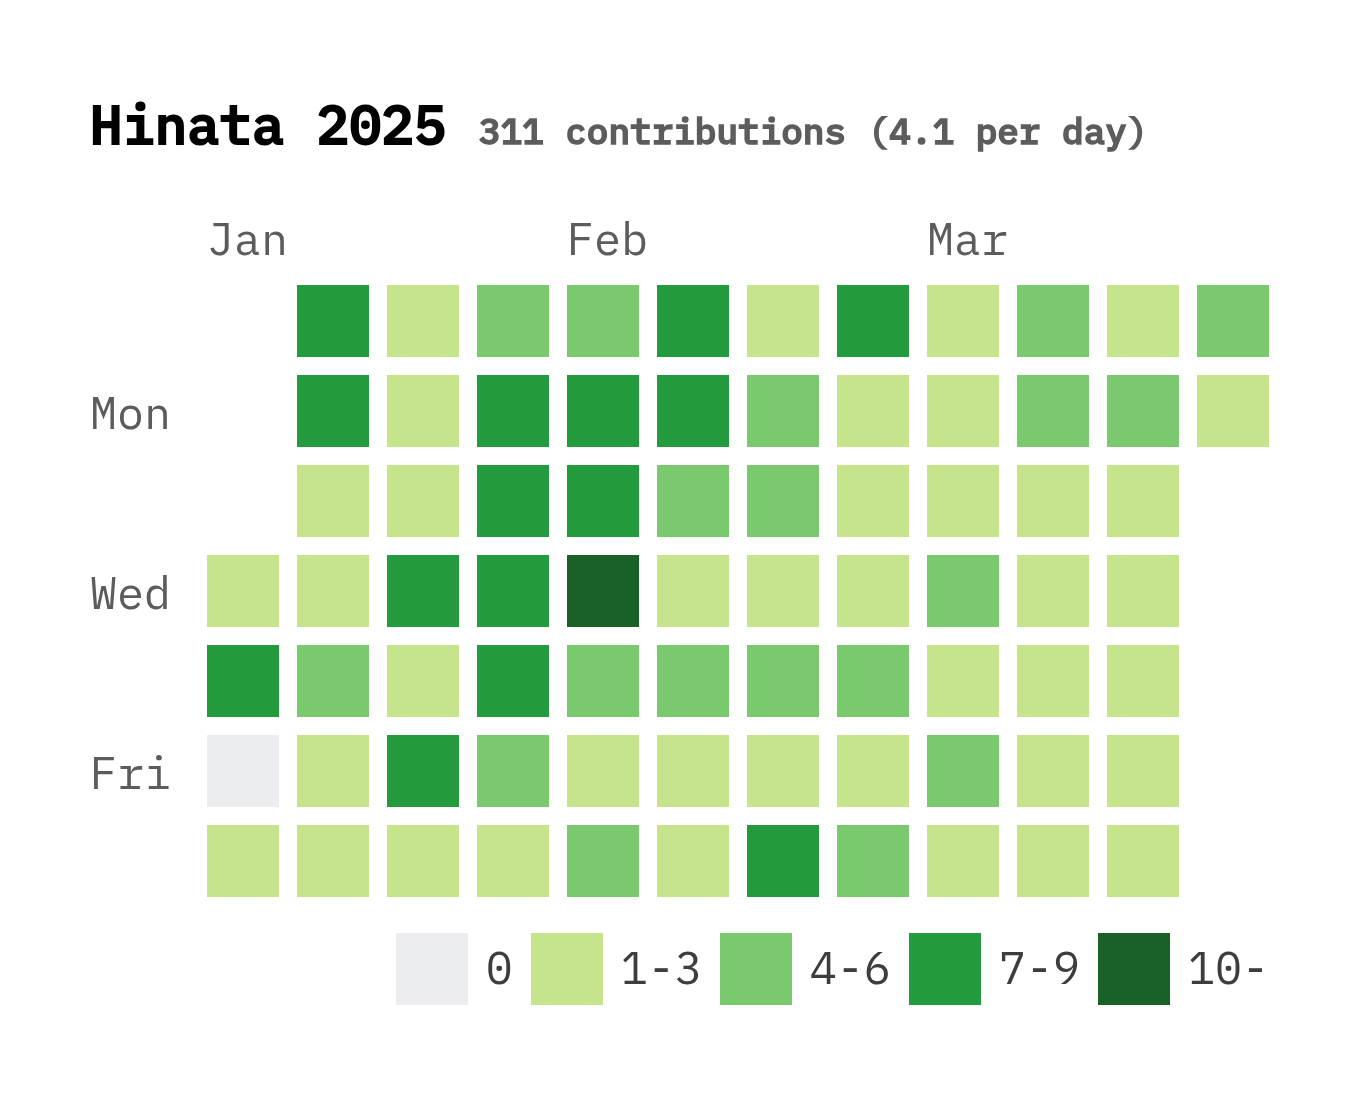 Hinata 2025 311 contributions (4.1 per day)
Jan Feb Mar
Mon
Wed
Fri
0 1-3 4-6 7-9 10-